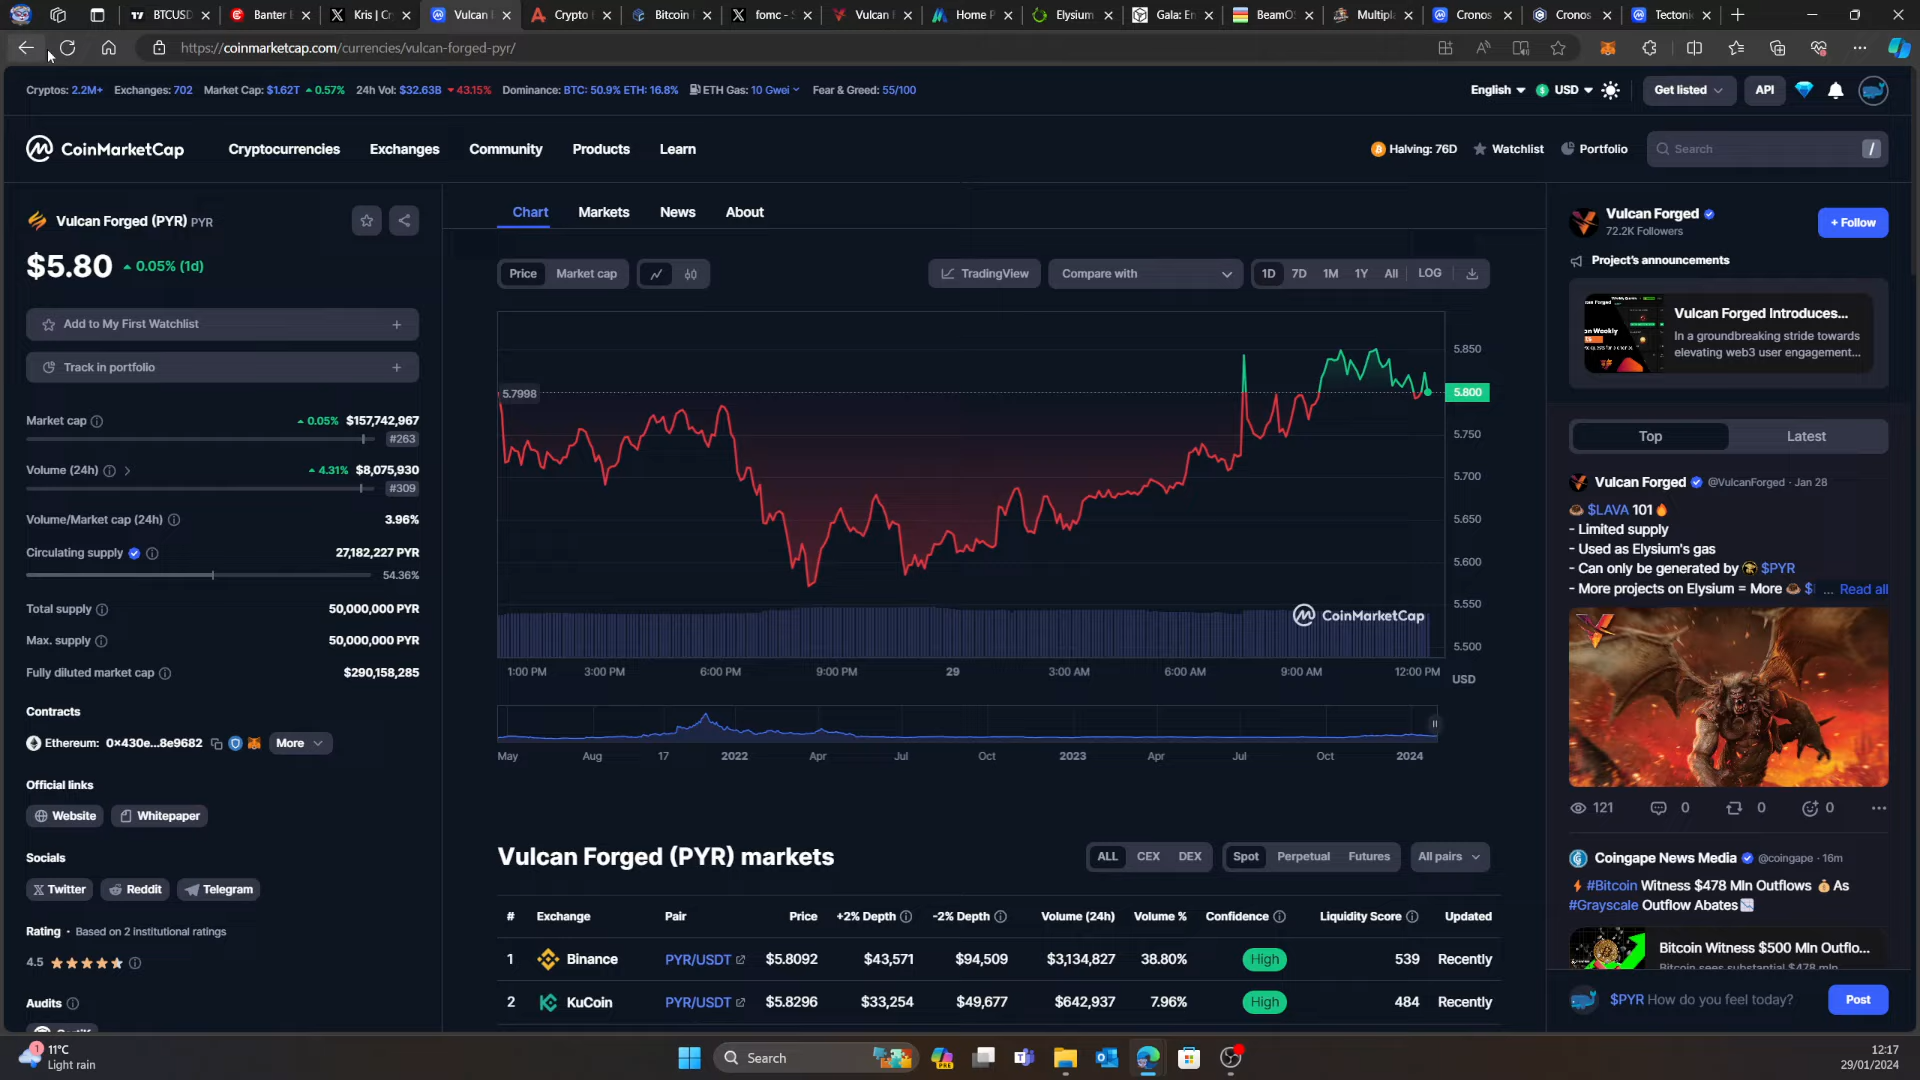 BTCUSD
Banter B
Kris | Cr
Vulcan F
Crypto F
Bitcoin F
fomc - S
Vulcan F
Home P
Elysium
Gala: En
BeamOS
Multipla
Cronos
Cronos
Tectonic
https://coinmarketcap.com/currencies/vulcan-forged-pyr/
Cryptos: 2.2M+ Exchanges: 702 Market Cap: $1.62T 0.57% 24h Vol: $32.63B 43.15% Dominance: BTC: 50.9% ETH: 16.8% ETH Gas: 10 Gwei Fear & Greed: 55/100
English USD Get listed API
CoinMarketCap Cryptocurrencies Exchanges Community Products Learn
Halving: 76D Watchlist Portfolio Search /
Vulcan Forged (PYR) PYR
$5.80 0.05% (1d)
Add to My First Watchlist +
Track in portfolio +
Market cap 0.05% $157,742,967
#263
Volume (24h) 4.31% $8,075,930
#309
Volume/Market cap (24h) 3.96%
Circulating supply 27,182,227 PYR
54.36%
Total supply 50,000,000 PYR
Max. supply 50,000,000 PYR
Fully diluted market cap $290,158,285
Contracts
Ethereum: 0x430e...8e9682 More
Official links
Website Whitepaper
Socials
Twitter Reddit Telegram
Rating • Based on 2 institutional ratings
4.5
Audits
CertiK
Chart Markets News About
Price Market cap TradingView Compare with 1D 7D 1M 1Y All LOG
5.850
5.7998
5.800
5.750
5.700
5.650
5.600
5.550
5.500
CoinMarketCap
1:00 PM 3:00 PM 6:00 PM 9:00 PM 29 3:00 AM 6:00 AM 9:00 AM 12:00 PM
USD
May Aug 17 2022 Apr Jul Oct 2023 Apr Jul Oct 2024
Vulcan Forged (PYR) markets
ALL CEX DEX Spot Perpetual Futures All pairs
# Exchange Pair Price +2% Depth -2% Depth Volume (24h) Volume % Confidence Liquidity Score Updated
1 Binance PYR/USDT $5.8092 $43,571 $94,509 $3,134,827 38.80% High 539 Recently
2 KuCoin PYR/USDT $5.8296 $33,254 $49,677 $642,937 7.96% High 484 Recently
Vulcan Forged
72.2K Followers
+ Follow
Project's announcements
Vulcan Forged Introduces...
In a groundbreaking stride towards
elevating web3 user engagement...
Top Latest
Vulcan Forged @VulcanForged · Jan 28
$LAVA 101
- Limited supply
- Used as Elysium's gas
- Can only be generated by $PYR
- More projects on Elysium = More $l ... Read all
121 0 0 0
Coingape News Media @coingape · 16m
#Bitcoin Witness $478 Mln Outflows As
#Grayscale Outflow Abates
Bitcoin Witness $500 Mln Outflo...
Bitcoin sees substantial $478 mln
$PYR How do you feel today? Post
1
11°C
Light rain
Search
PRE
12:17
29/01/2024